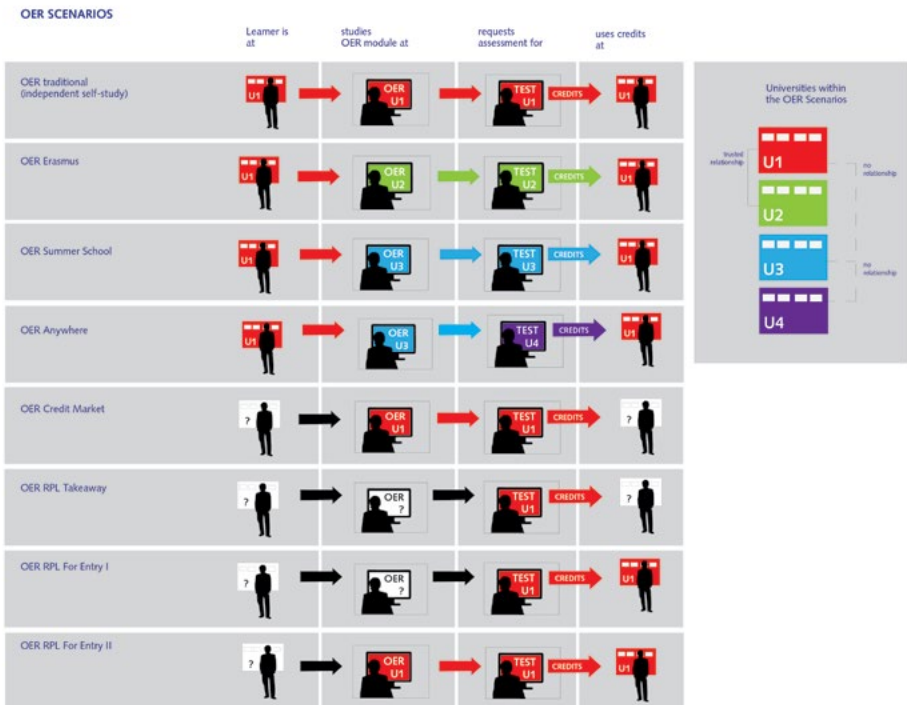 OER SCENARIOS
Learner is
at
studies
OER module at
requests
assessment for
uses credits
at
OER traditional
(independent self-study)
U1
OER
U1
TEST
U1
CREDITS
U1
OER Erasmus
U1
OER
U2
TEST
U2
CREDITS
U1
OER Summer School
U1
OER
U3
TEST
U3
CREDITS
U1
OER Anywhere
U1
OER
U3
TEST
U4
CREDITS
U1
OER Credit Market
?
OER
U1
TEST
U1
CREDITS
?
OER RPL Takeaway
?
OER
?
TEST
U1
CREDITS
?
OER RPL For Entry I
?
OER
?
TEST
U1
CREDITS
U1
OER RPL For Entry II
?
OER
U1
TEST
U1
CREDITS
U1
Universities within
the OER Scenarios
trusted
relationship
U1
no
relationship
U2
U3
no
relationship
U4